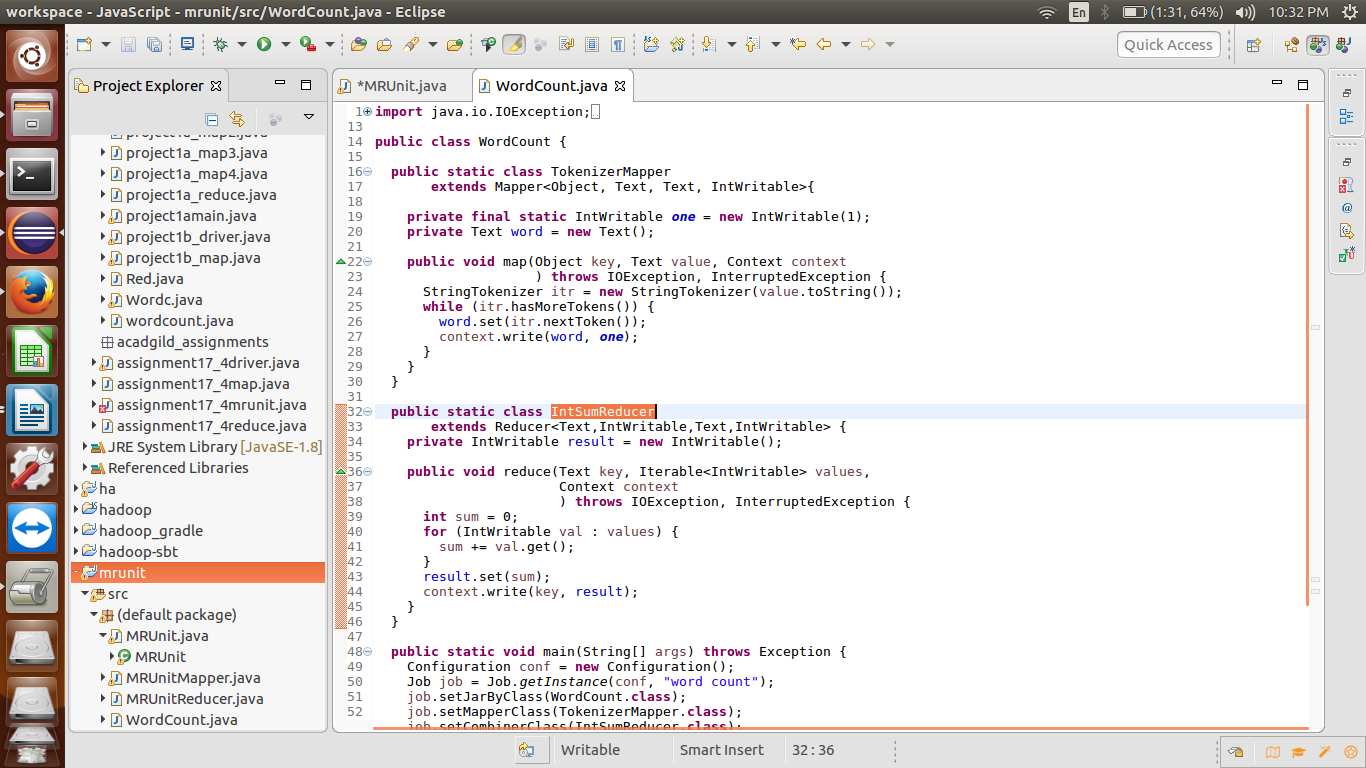 workspace - JavaScript - mrunit/src/WordCount.java - Eclipse
En
(1:31, 64%)
10:32 PM
Quick Access
Project Explorer
*MRUnit.java
WordCount.java
project1a_map2.java
project1a_map3.java
project1a_map4.java
project1a_reduce.java
project1amain.java
project1b_driver.java
project1b_map.java
Red.java
Wordc.java
wordcount.java
acadgild_assignments
assignment17_4driver.java
assignment17_4map.java
assignment17_4mrunit.java
assignment17_4reduce.java
JRE System Library [JavaSE-1.8]
Referenced Libraries
ha
hadoop
hadoop_gradle
hadoop-sbt
mrunit
src
(default package)
MRUnit.java
MRUnit
MRUnitMapper.java
MRUnitReducer.java
WordCount.java
1 import java.io.IOException;
13
14 public class WordCount {
15
16 public static class TokenizerMapper
17 extends Mapper<Object, Text, Text, IntWritable>{
18
19 private final static IntWritable one = new IntWritable(1);
20 private Text word = new Text();
21
22 public void map(Object key, Text value, Context context
23 ) throws IOException, InterruptedException {
24 StringTokenizer itr = new StringTokenizer(value.toString());
25 while (itr.hasMoreTokens()) {
26 word.set(itr.nextToken());
27 context.write(word, one);
28 }
29 }
30 }
31
32 public static class IntSumReducer
33 extends Reducer<Text,IntWritable,Text,IntWritable> {
34 private IntWritable result = new IntWritable();
35
36 public void reduce(Text key, Iterable<IntWritable> values,
37 Context context
38 ) throws IOException, InterruptedException {
39 int sum = 0;
40 for (IntWritable val : values) {
41 sum += val.get();
42 }
43 result.set(sum);
44 context.write(key, result);
45 }
46 }
47
48 public static void main(String[] args) throws Exception {
49 Configuration conf = new Configuration();
50 Job job = Job.getInstance(conf, "word count");
51 job.setJarByClass(WordCount.class);
52 job.setMapperClass(TokenizerMapper.class);
job.setCombinerClass(IntSumReducer.class);
Writable
Smart Insert
32 : 36